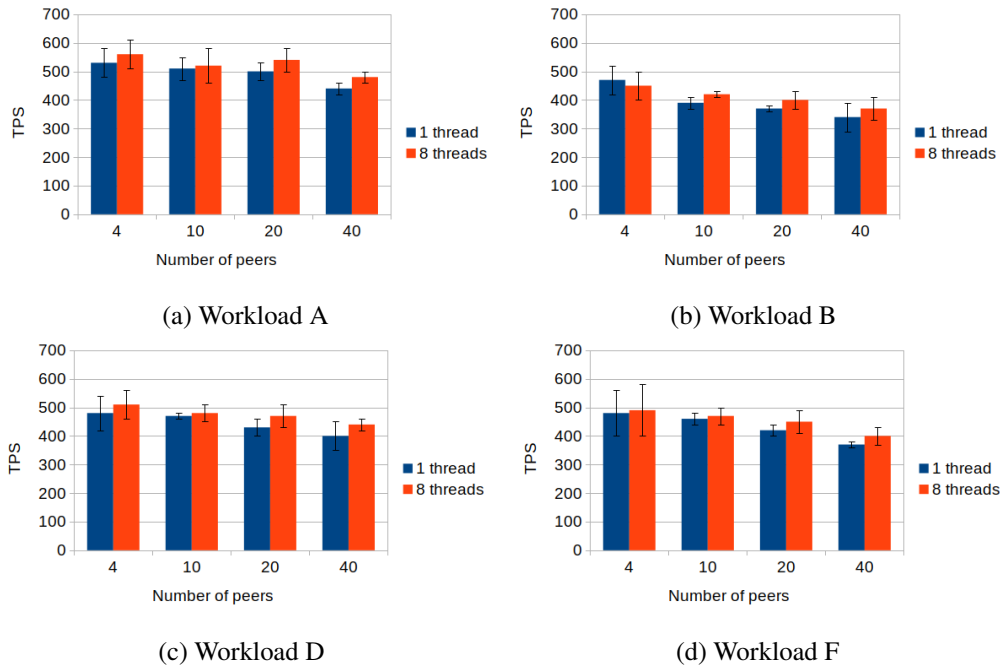 700
600
500
400
300
200
100
0
TPS
4 10 20 40
Number of peers
1 thread
8 threads
(a) Workload A
700
600
500
400
300
200
100
0
TPS
4 10 20 40
Number of peers
1 thread
8 threads
(b) Workload B
700
600
500
400
300
200
100
0
TPS
4 10 20 40
Number of peers
1 thread
8 threads
(c) Workload D
700
600
500
400
300
200
100
0
TPS
4 10 20 40
Number of peers
1 thread
8 threads
(d) Workload F